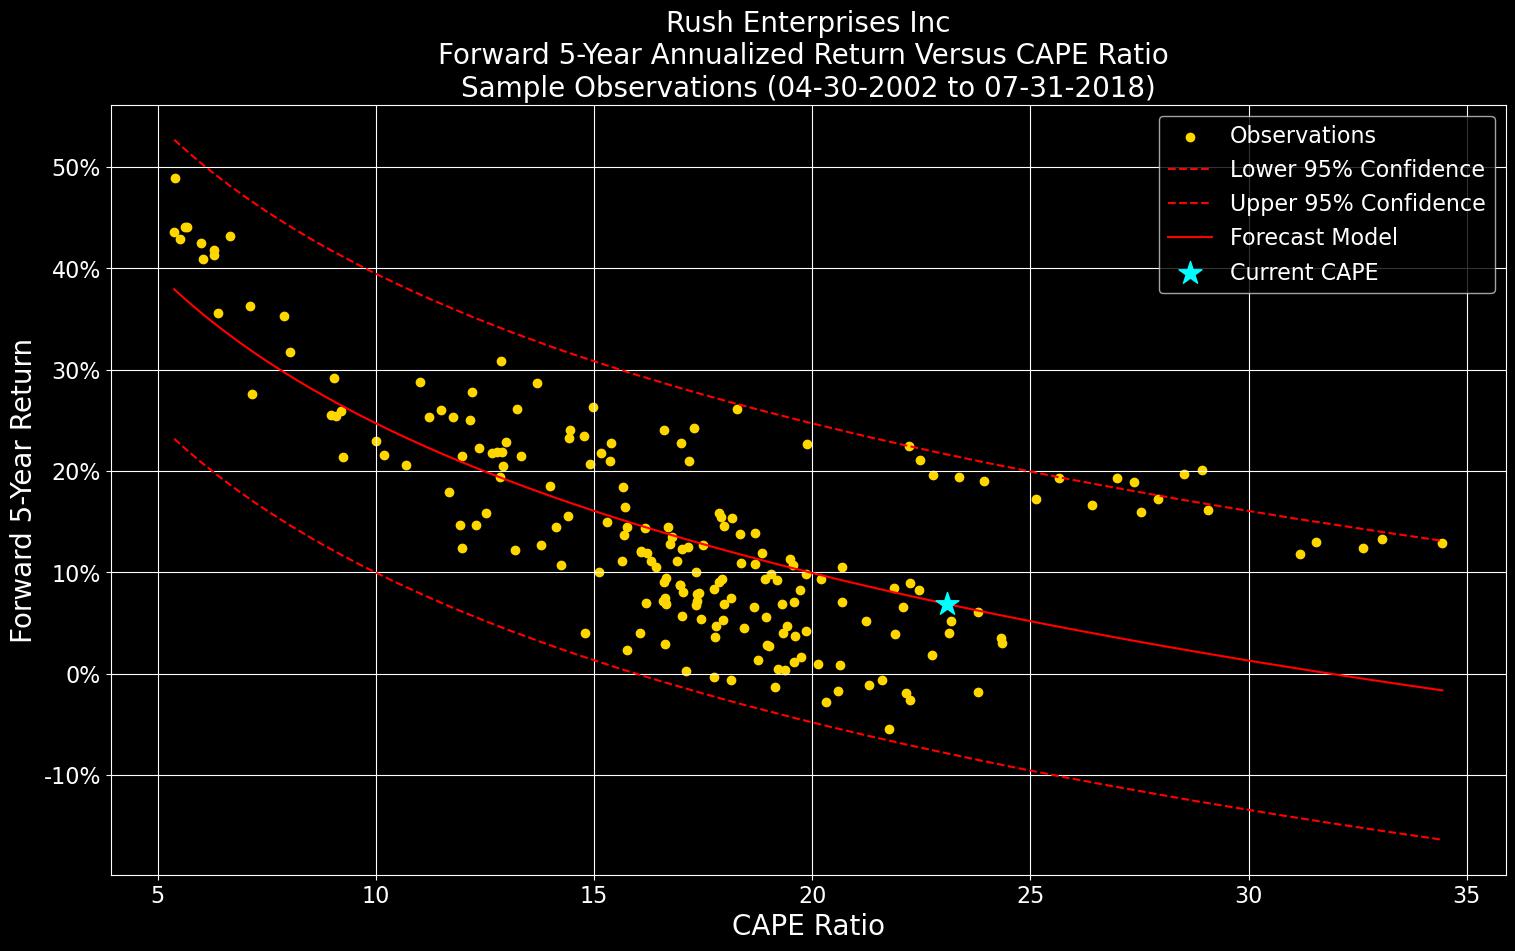 Rush Enterprises Inc
Forward 5-Year Annualized Return Versus CAPE Ratio
Sample Observations (04-30-2002 to 07-31-2018)
Observations
Lower 95% Confidence
Upper 95% Confidence
Forecast Model
Current CAPE
Forward 5-Year Return
50%
40%
30%
20%
10%
0%
-10%
5 10 15 20 25 30 35
CAPE Ratio